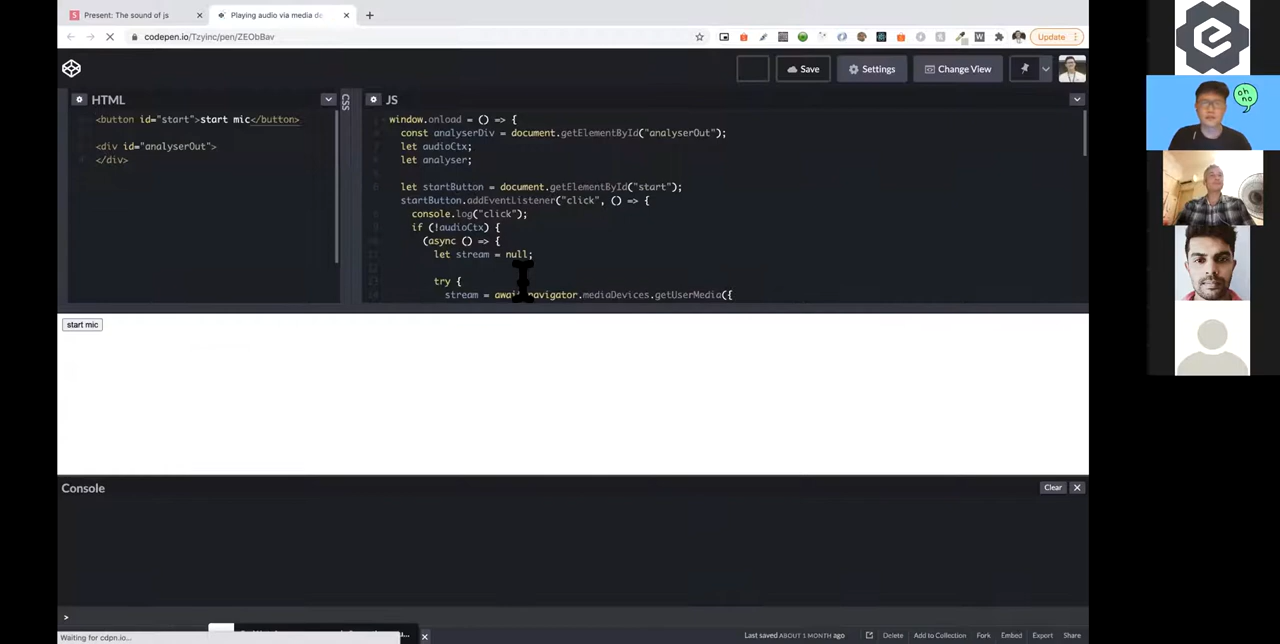 Present: The sound of js
Playing audio via media de
codepen.io/Tzyinc/pen/ZEObBav
Update
Save
Settings
Change View
HTML
CSS
JS
<button id="start">start mic</button>
<div id="analyserOut">
</div>
window.onload = () => {
const analyserDiv = document.getElementById("analyserOut");
let audioCtx;
let analyser;
let startButton = document.getElementById("start");
startButton.addEventListener("click", () => {
console.log("click");
if (!audioCtx) {
(async () => {
let stream = null;
try {
stream = await navigator.mediaDevices.getUserMedia({
oh no
start mic
Console
Clear
>
Waiting for cdpn.io...
Last saved ABOUT 1 MONTH ago
Delete
Add to Collection
Fork
Embed
Export
Share